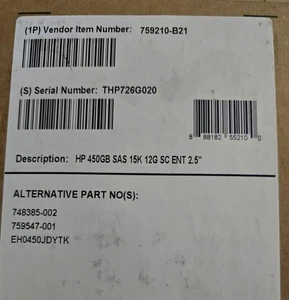 (1P) Vendor Item Number: 759210-B21
(S) Serial Number: THP726G020
8 88182 55210 0
Description: HP 450GB SAS 15K 12G SC ENT 2.5"
ALTERNATIVE PART NO(S):
748385-002
759547-001
EH0450JDYTK